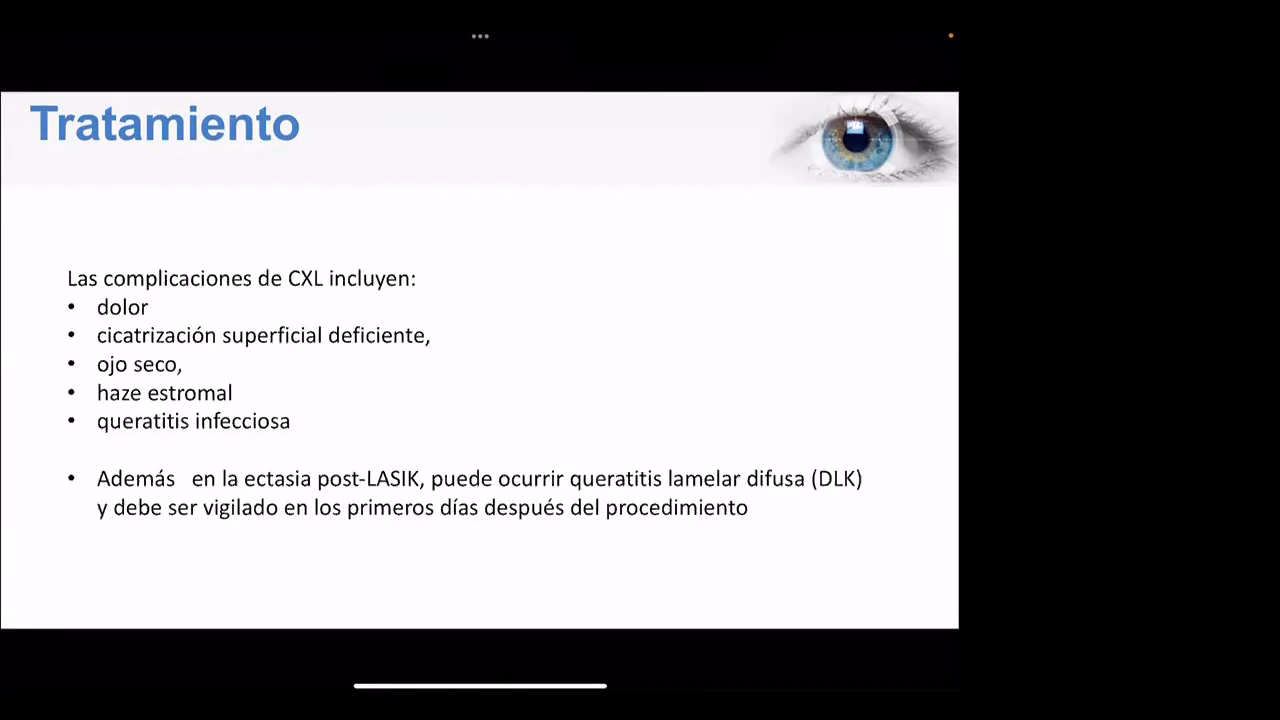 Tratamiento
Las complicaciones de CXL incluyen:
• dolor
• cicatrización superficial deficiente,
• ojo seco,
• haze estromal
• queratitis infecciosa
• Además en la ectasia post-LASIK, puede ocurrir queratitis lamelar difusa (DLK)
y debe ser vigilado en los primeros días después del procedimiento